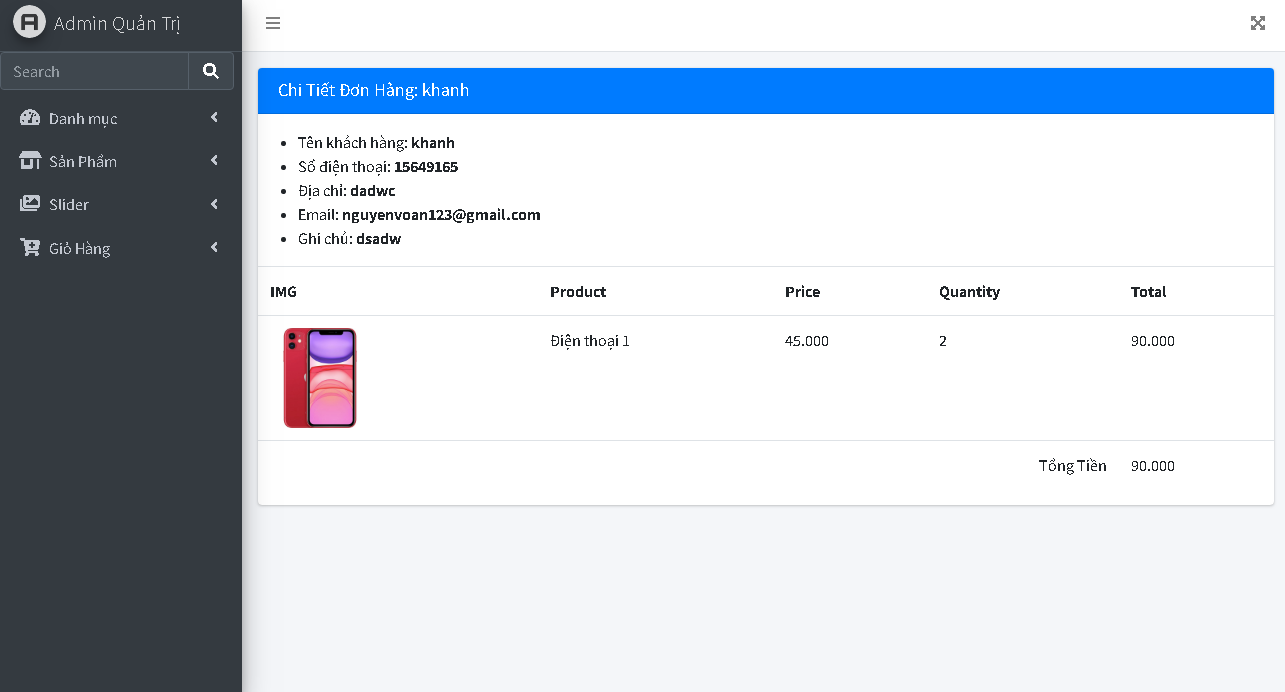 Admin Quản Trị
Search
Danh mục
Sản Phẩm
Slider
Giỏ Hàng
Chi Tiết Đơn Hàng: khanh
Tên khách hàng: khanh
Số điện thoại: 15649165
Địa chỉ: dadwc
Email: nguyenvoan123@gmail.com
Ghi chủ: dsadw
IMG Product Price Quantity Total
Điện thoại 1 45.000 2 90.000
Tổng Tiền 90.000